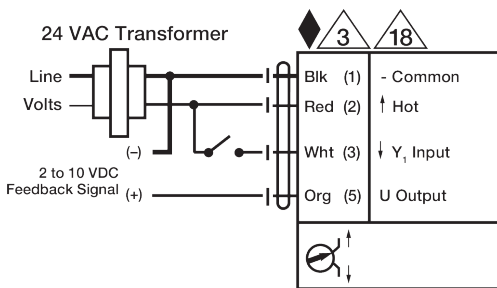 24 VAC Transformer
3
18
Line
Volts
Blk (1) - Common
Red (2) Hot
(–)
Wht (3) Y1 Input
2 to 10 VDC
Feedback Signal (+)
Org (5) U Output